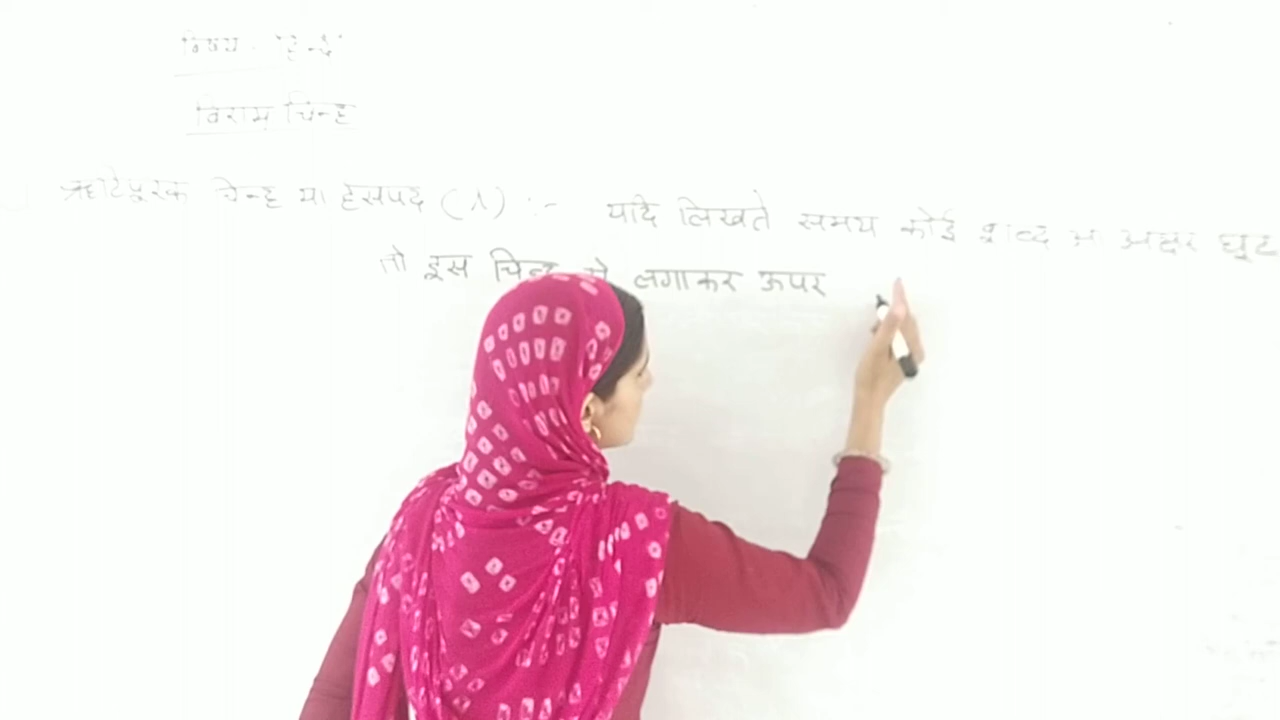 विषय - "हिन्दी"
विराम चिन्ह
त्रुटिपूरक चिन्ह या हंसपद (^) :- यदि लिखते समय कोई शब्द या अक्षर छूट
तो इस चिन्ह लगाकर ऊपर